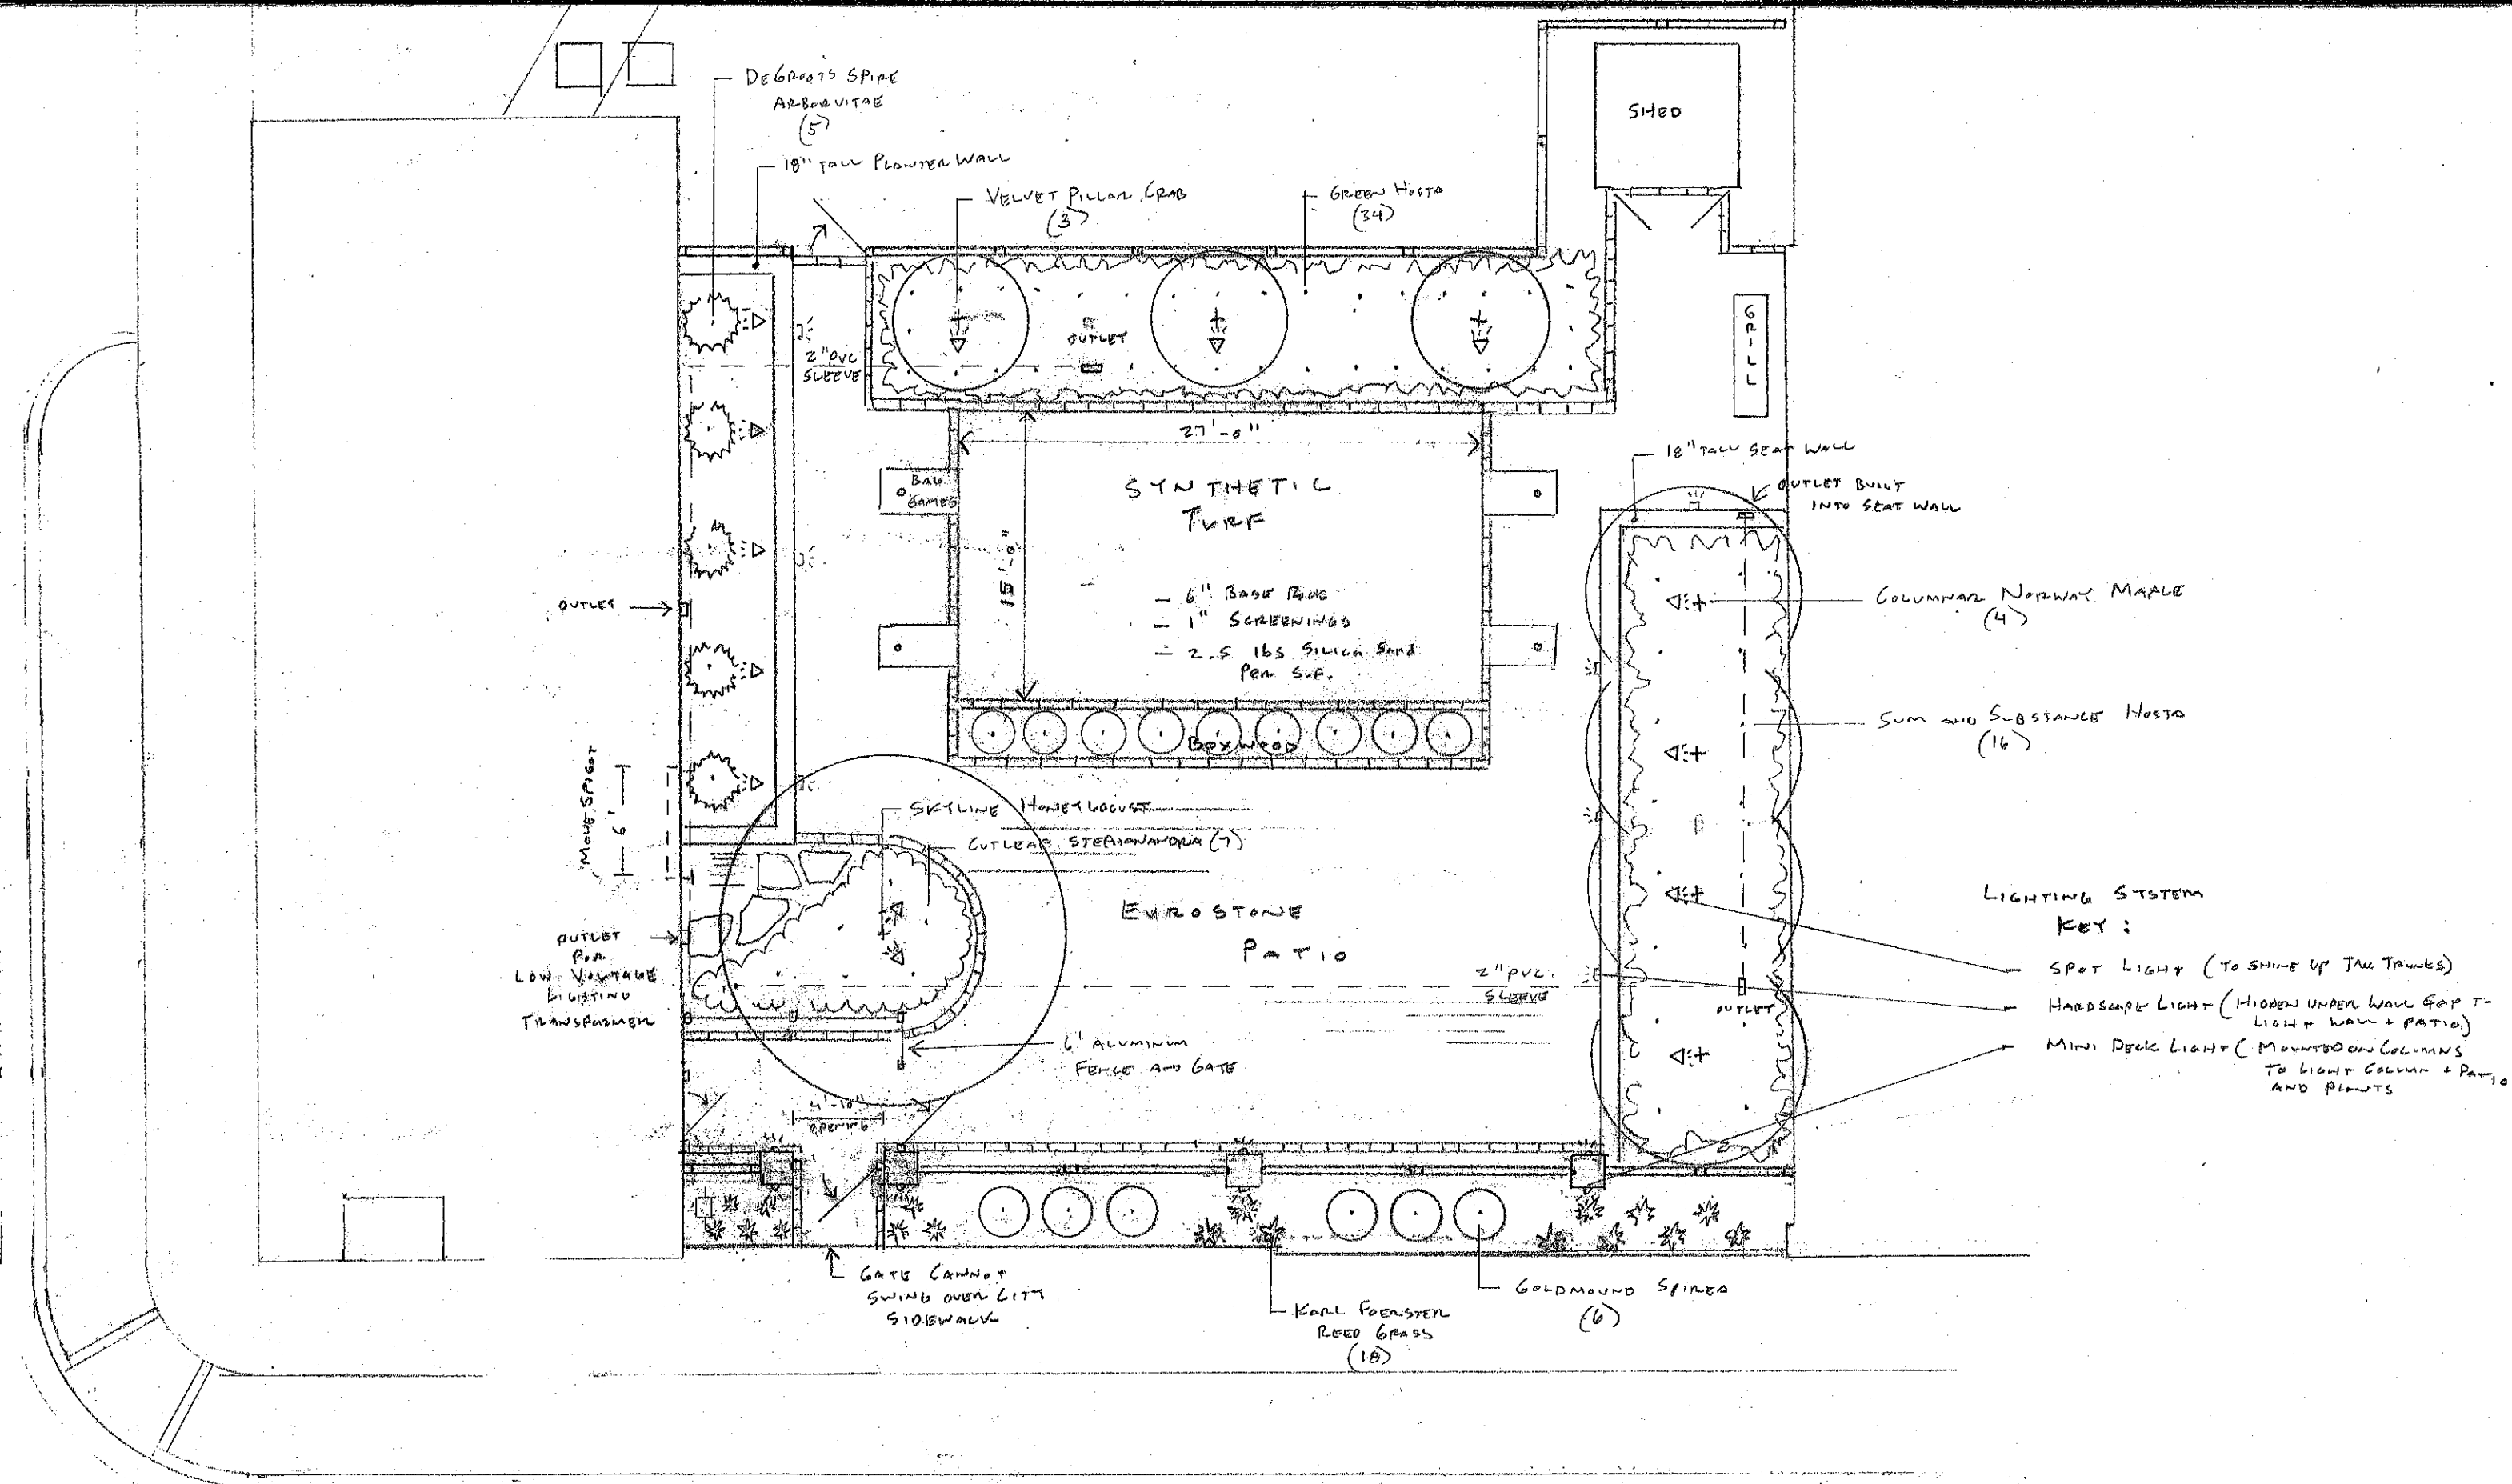 DEGROOTS SPIRE
ARBORVITAE
(5)
18" TALL PLANTER WALL
VELVET PILLAR CRAB
(3)
GREEN HOSTA
(34)
SHED
GRILL
OUTLET
2" PVC
SLEEVE
27'-0"
15'-0"
BAG
GAMES
SYNTHETIC
TURF
- 6" BASE ROCK
- 1" SCREENINGS
- 2.5 lbs Silica Sand
Per S.F.
18" TALL SEAT WALL
OUTLET BUILT
INTO SEAT WALL
OUTLET
COLUMNAR NORWAY MAPLE
(4)
SUM AND SUBSTANCE HOSTA
(16)
BOXWOOD
MOVE SPIGOT
6'
SKYLINE HONEYLOCUST
CUTLEAF STEPHANANDRIA (7)
EUROSTONE
PATIO
OUTLET
FOR
LOW VOLTAGE
LIGHTING
TRANSFORMER
2" PVC
SLEEVE
OUTLET
6' ALUMINUM
FENCE AND GATE
4'-10"
OPENING
LIGHTING SYSTEM
KEY:
- SPOT LIGHT (TO SHINE UP TREE TRUNKS)
- HARDSCAPE LIGHT (HIDDEN UNDER WALL CAP T-
LIGHT WALL + PATIO)
- MINI DECK LIGHT (MOUNTED ON COLUMNS
TO LIGHT COLUMN + PATIO
AND PLANTS
GATE CANNOT
SWING OVER CITY
SIDEWALK
KARL FOERSTER
REED GRASS
(18)
GOLDMOUND SPIREA
(6)